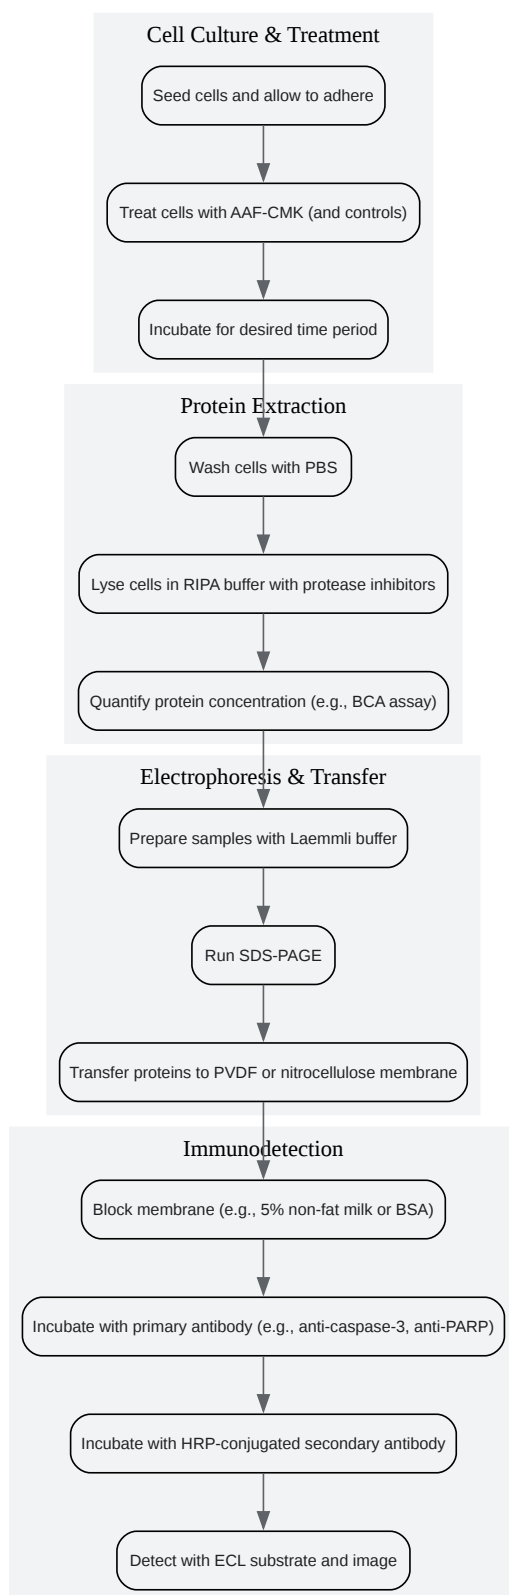 Cell Culture & Treatment
Seed cells and allow to adhere
Treat cells with AAF-CMK (and controls)
Incubate for desired time period
Protein Extraction
Wash cells with PBS
Lyse cells in RIPA buffer with protease inhibitors
Quantify protein concentration (e.g., BCA assay)
Electrophoresis & Transfer
Prepare samples with Laemmli buffer
Run SDS-PAGE
Transfer proteins to PVDF or nitrocellulose membrane
Immunodetection
Block membrane (e.g., 5% non-fat milk or BSA)
Incubate with primary antibody (e.g., anti-caspase-3, anti-PARP)
Incubate with HRP-conjugated secondary antibody
Detect with ECL substrate and image